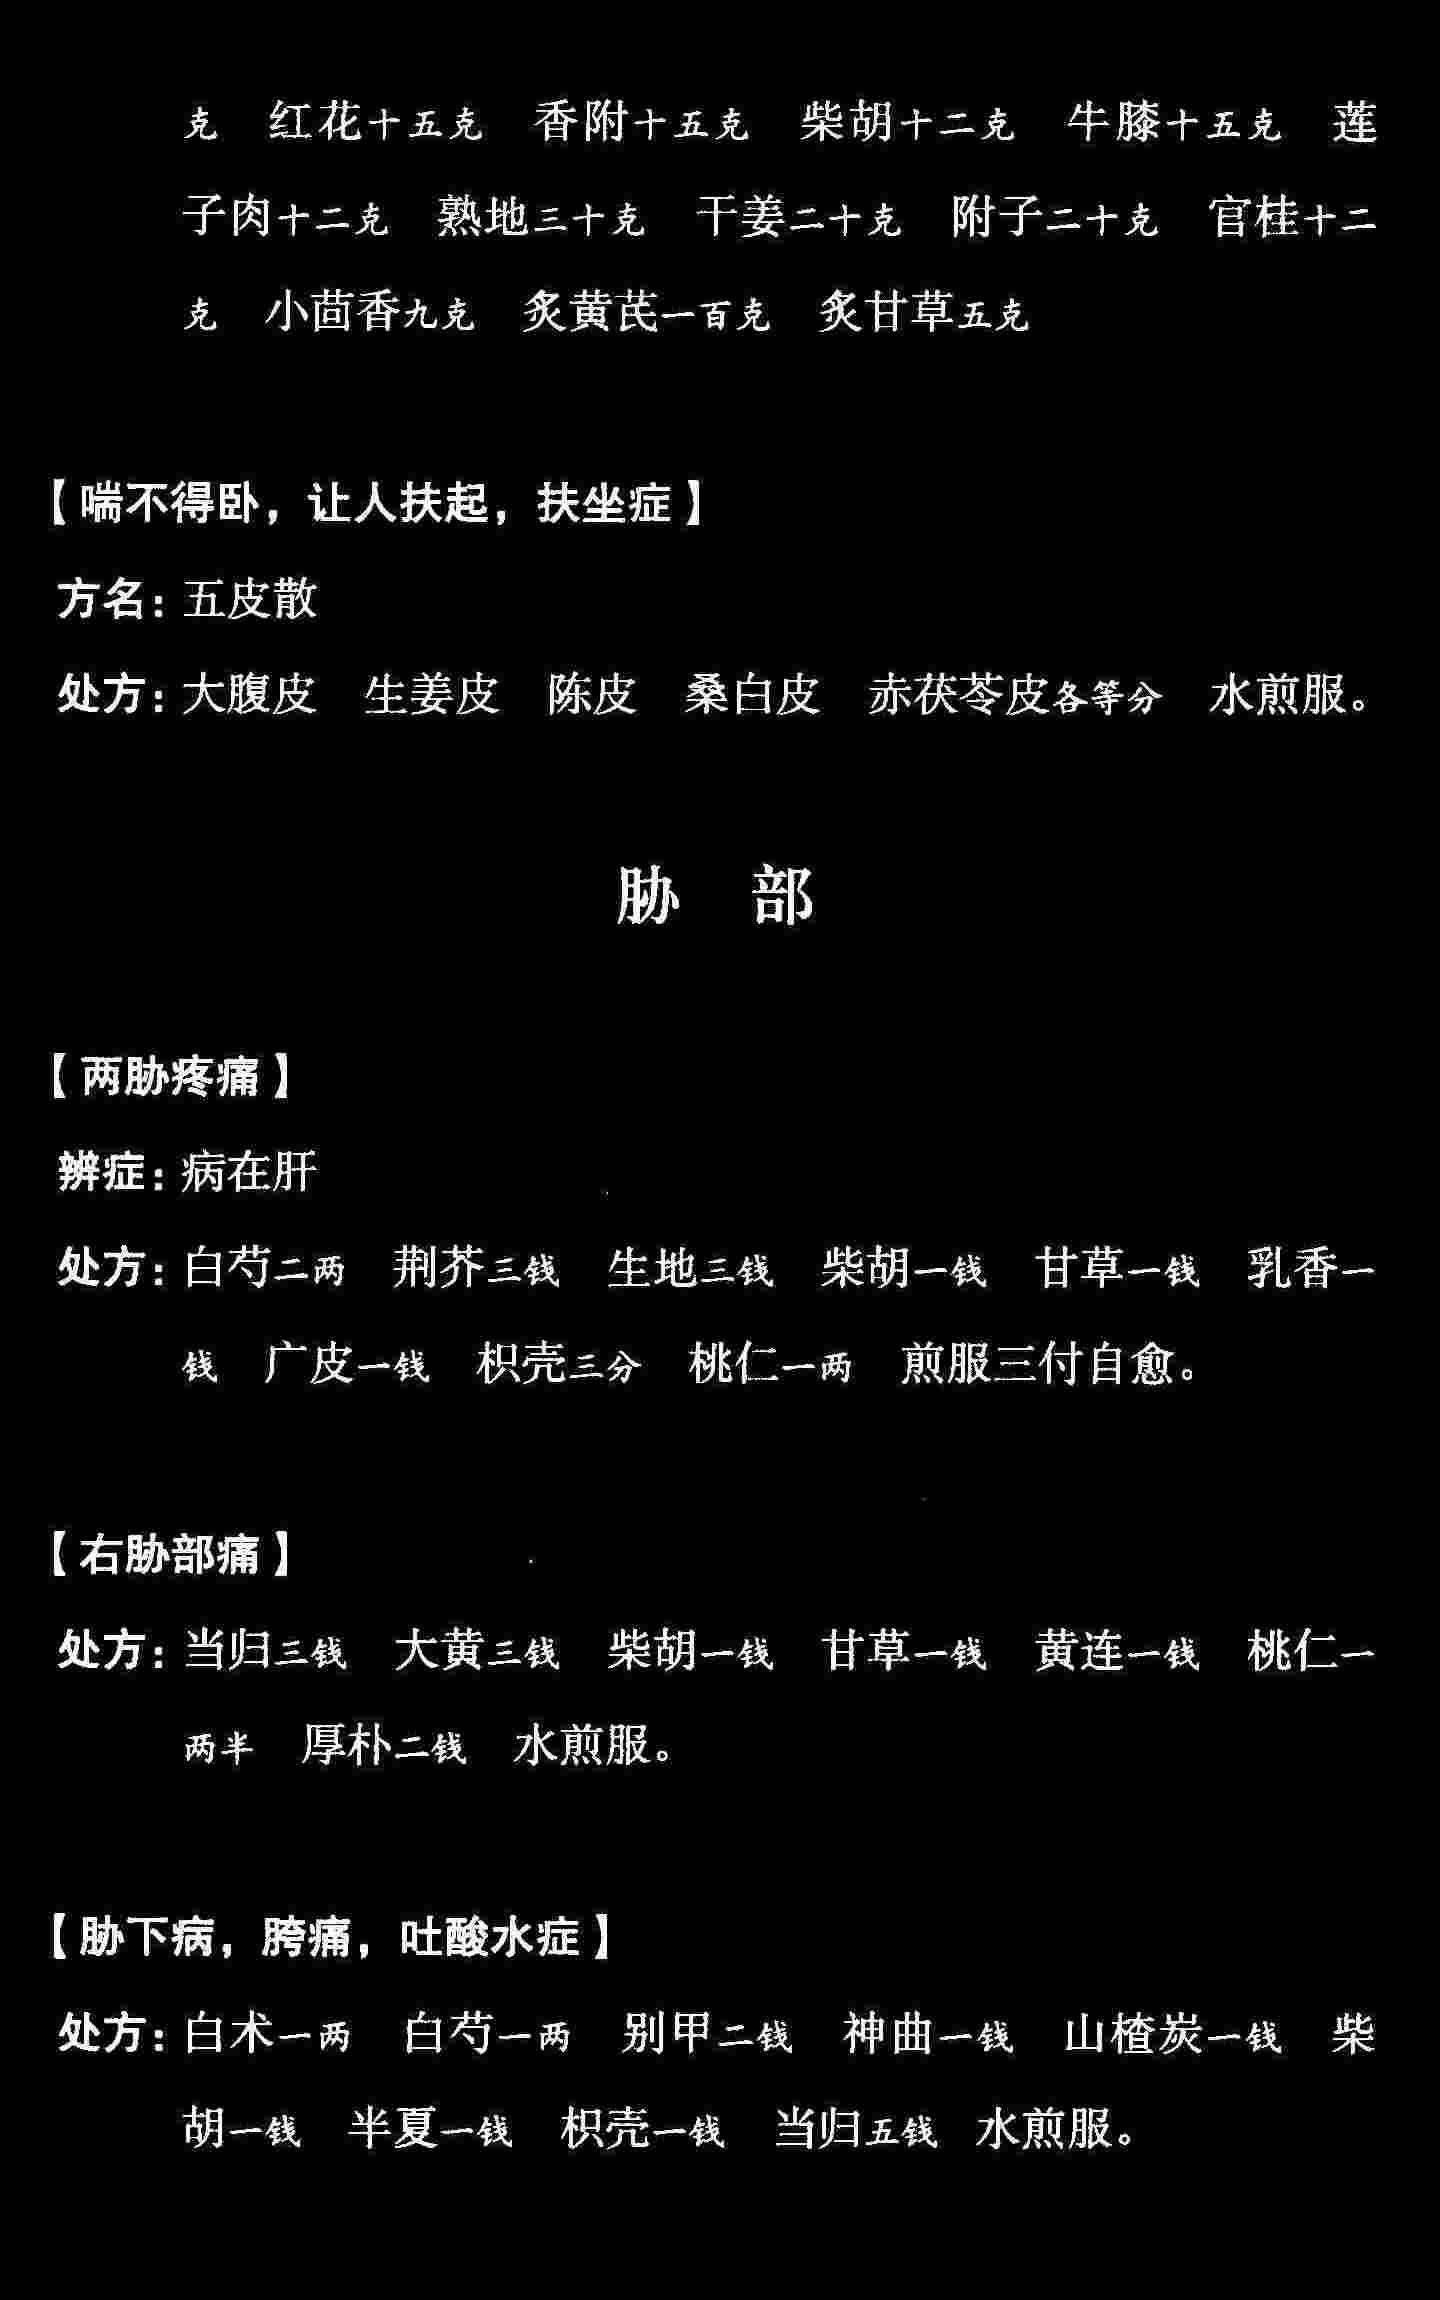 克　红花十五克　香附十五克　柴胡十二克　牛膝十五克　莲
子肉十二克　熟地三十克　干姜二十克　附子二十克　官桂十二
克　小茴香九克　炙黄芪一百克　炙甘草五克
【喘不得卧，让人扶起，扶坐症】
方名：五皮散
处方：大腹皮　生姜皮　陈皮　桑白皮　赤茯苓皮各等分　水煎服。
胁　部
【两胁疼痛】
辨症：病在肝
处方：白芍二两　荆芥三钱　生地三钱　柴胡一钱　甘草一钱　乳香一
钱　广皮一钱　枳壳三分　桃仁一两　煎服三付自愈。
【右胁部痛】
处方：当归三钱　大黄三钱　柴胡一钱　甘草一钱　黄连一钱　桃仁一
两半　厚朴二钱　水煎服。
【胁下病，胯痛，吐酸水症】
处方：白术一两　白芍一两　别甲二钱　神曲一钱　山楂炭一钱　柴
胡一钱　半夏一钱　枳壳一钱　当归五钱　水煎服。